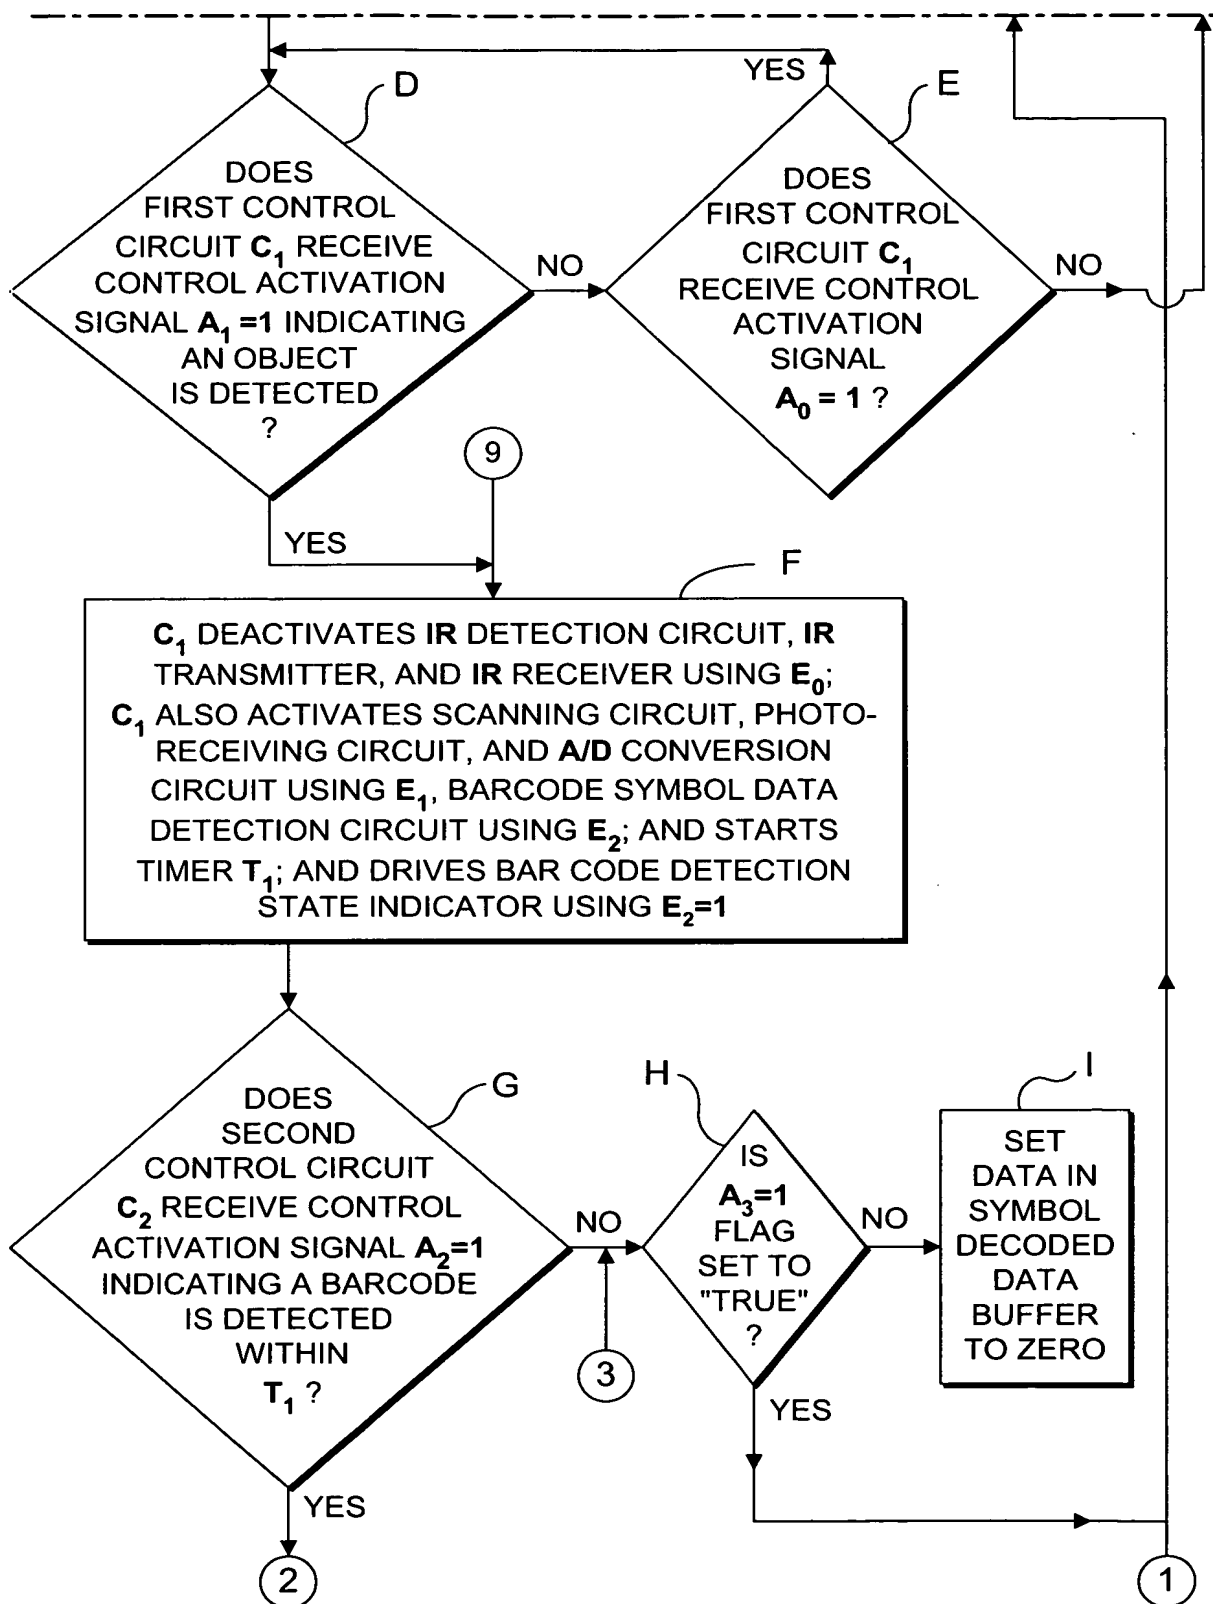 D
DOES
FIRST CONTROL
CIRCUIT C₁ RECEIVE
CONTROL ACTIVATION
SIGNAL A₁ =1 INDICATING
AN OBJECT
IS DETECTED
?
NO
YES
E
DOES
FIRST CONTROL
CIRCUIT C₁
RECEIVE CONTROL
ACTIVATION
SIGNAL
A₀ = 1 ?
YES
NO
9
F
C₁ DEACTIVATES IR DETECTION CIRCUIT, IR
TRANSMITTER, AND IR RECEIVER USING E₀;
C₁ ALSO ACTIVATES SCANNING CIRCUIT, PHOTO-
RECEIVING CIRCUIT, AND A/D CONVERSION
CIRCUIT USING E₁, BARCODE SYMBOL DATA
DETECTION CIRCUIT USING E₂; AND STARTS
TIMER T₁; AND DRIVES BAR CODE DETECTION
STATE INDICATOR USING E₂=1
G
DOES
SECOND
CONTROL CIRCUIT
C₂ RECEIVE CONTROL
ACTIVATION SIGNAL A₂=1
INDICATING A BARCODE
IS DETECTED
WITHIN
T₁ ?
NO
YES
2
3
H
IS
A₃=1
FLAG
SET TO
"TRUE"
?
NO
YES
I
SET
DATA IN
SYMBOL
DECODED
DATA
BUFFER
TO ZERO
1